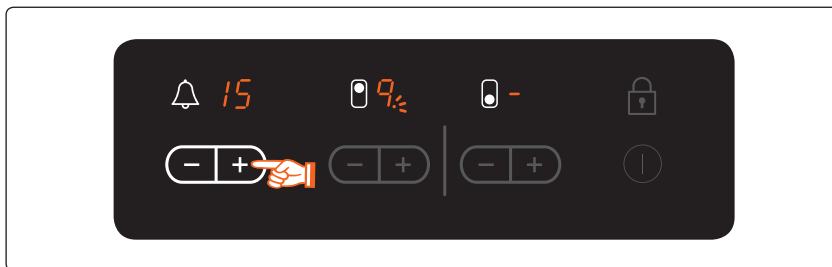 15 9. -
- + - + - +